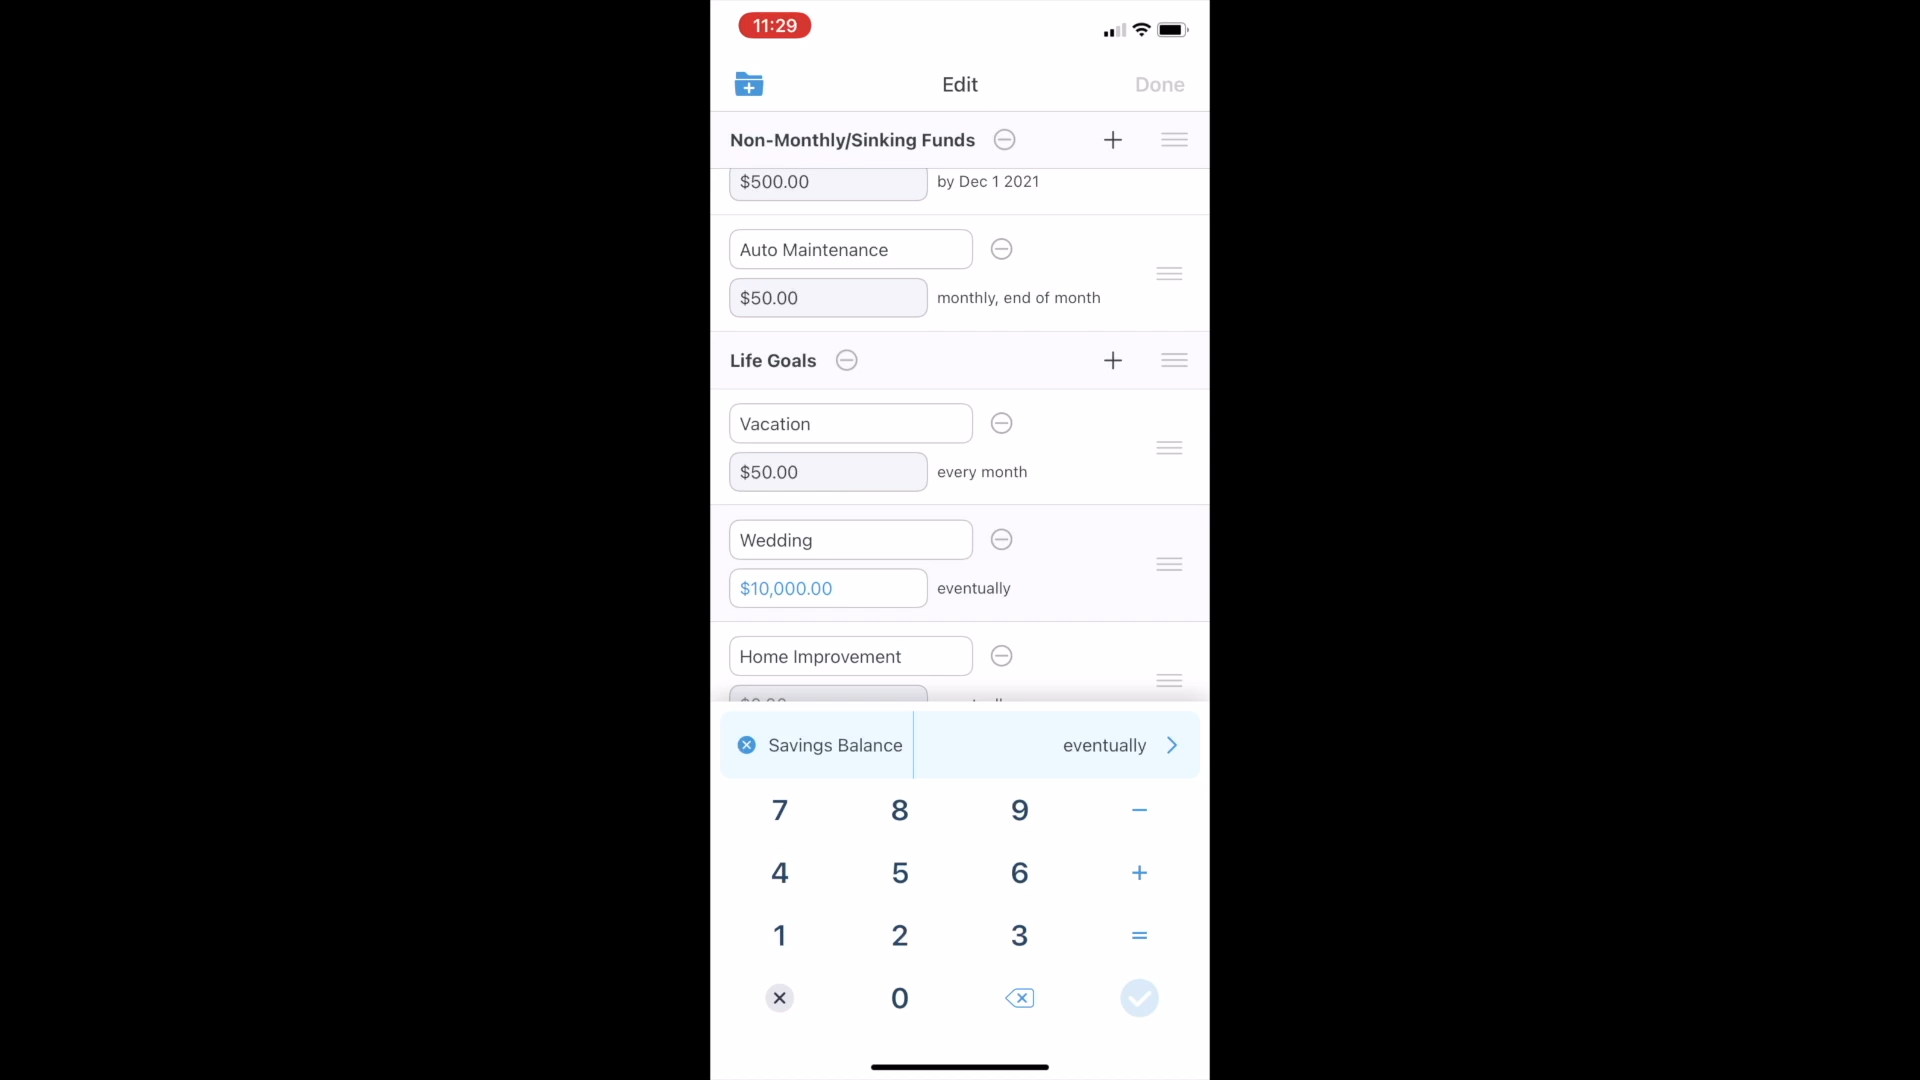 11:29
Edit
Done
Non-Monthly/Sinking Funds
$500.00 by Dec 1 2021
Auto Maintenance
$50.00 monthly, end of month
Life Goals
Vacation
$50.00 every month
Wedding
$10,000.00 eventually
Home Improvement
Savings Balance eventually
7 8 9 −
4 5 6 +
1 2 3 =
0